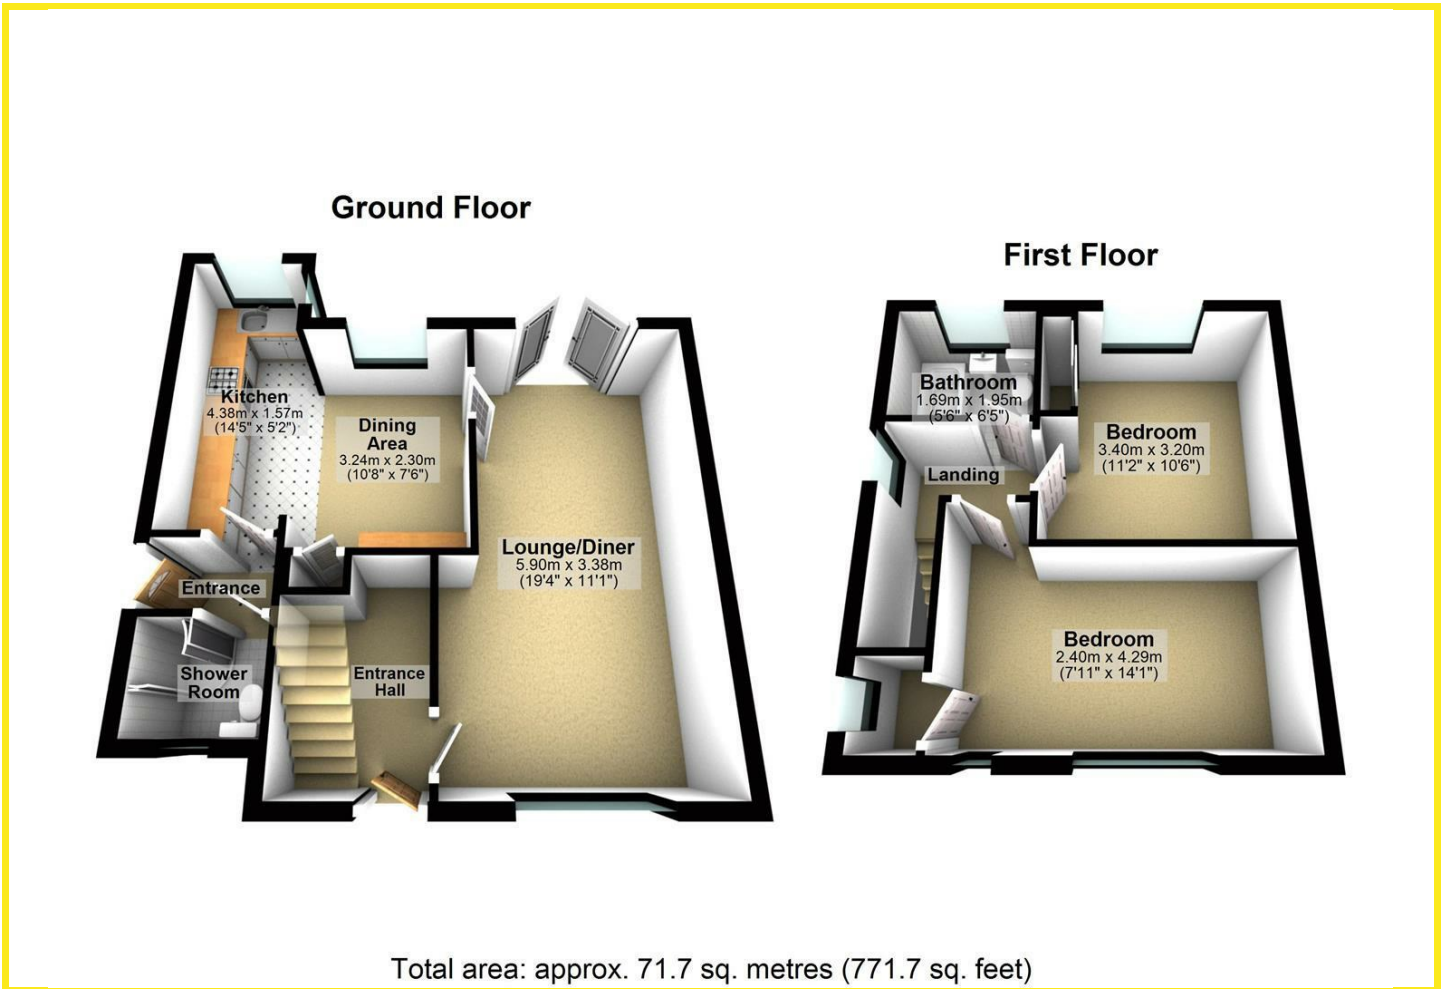 Ground Floor
First Floor
Kitchen
4.38m x 1.57m
(14'5" x 5'2")
Dining
Area
3.24m x 2.30m
(10'8" x 7'6")
Lounge/Diner
5.90m x 3.38m
(19'4" x 11'1")
Entrance
Shower
Room
Entrance
Hall
Bathroom
1.69m x 1.95m
(5'6" x 6'5")
Bedroom
3.40m x 3.20m
(11'2" x 10'6")
Landing
Bedroom
2.40m x 4.29m
(7'11" x 14'1")
Total area: approx. 71.7 sq. metres (771.7 sq. feet)